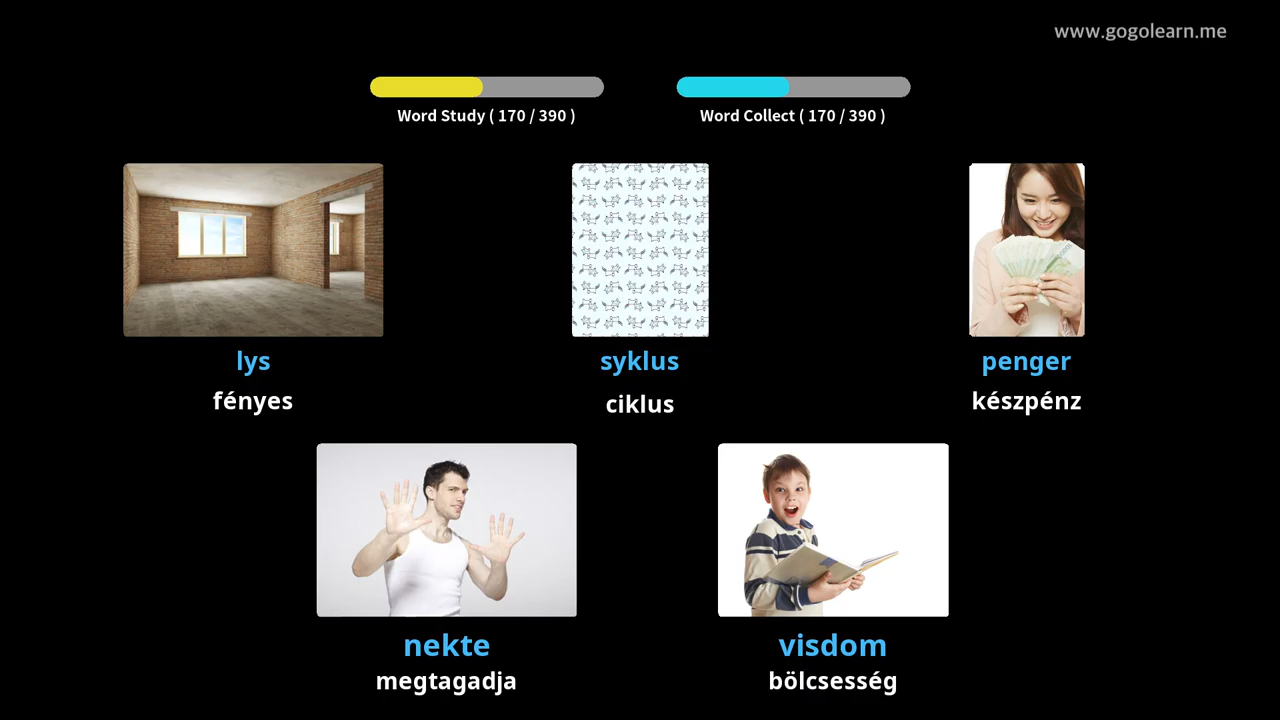 www.gogolearn.me
Word Study ( 170 / 390 )
Word Collect ( 170 / 390 )
lys
fényes
syklus
ciklus
penger
készpénz
nekte
megtagadja
visdom
bölcsesség